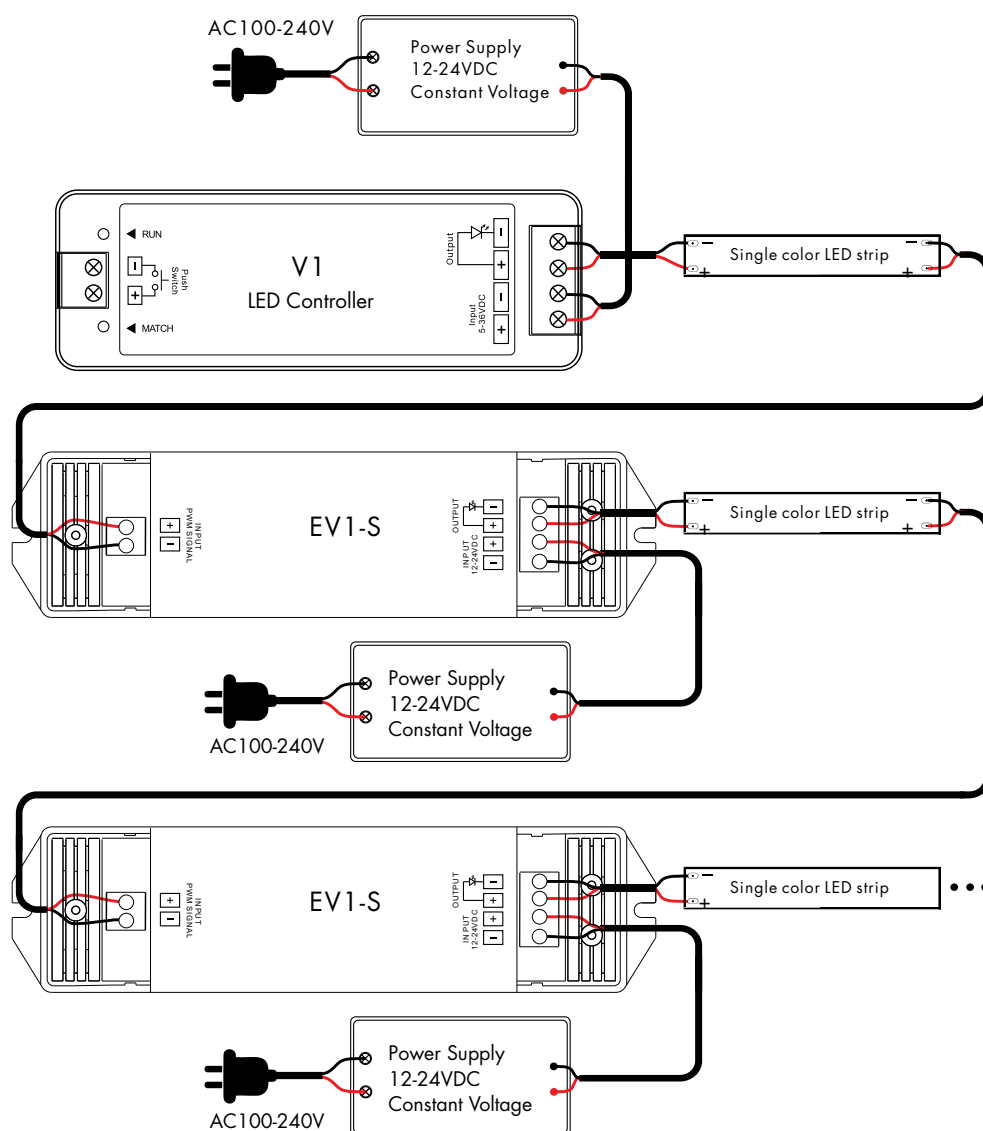 AC100-240V
Power Supply
12-24VDC
Constant Voltage
RUN
- 
+
Push
Switch
MATCH
V1
LED Controller
Output
-
+
Input
5-36VDC
-
+
-
+
Single color LED strip
-
+
+
-
INPUT
PWM SIGNAL
EV1-S
OUTPUT
-
+
INPUT
12-24VDC
+
-
-
+
Single color LED strip
-
+
Power Supply
12-24VDC
Constant Voltage
AC100-240V
+
-
INPUT
PWM SIGNAL
EV1-S
OUTPUT
-
+
INPUT
12-24VDC
+
-
-
+
Single color LED strip
•••
Power Supply
12-24VDC
Constant Voltage
AC100-240V